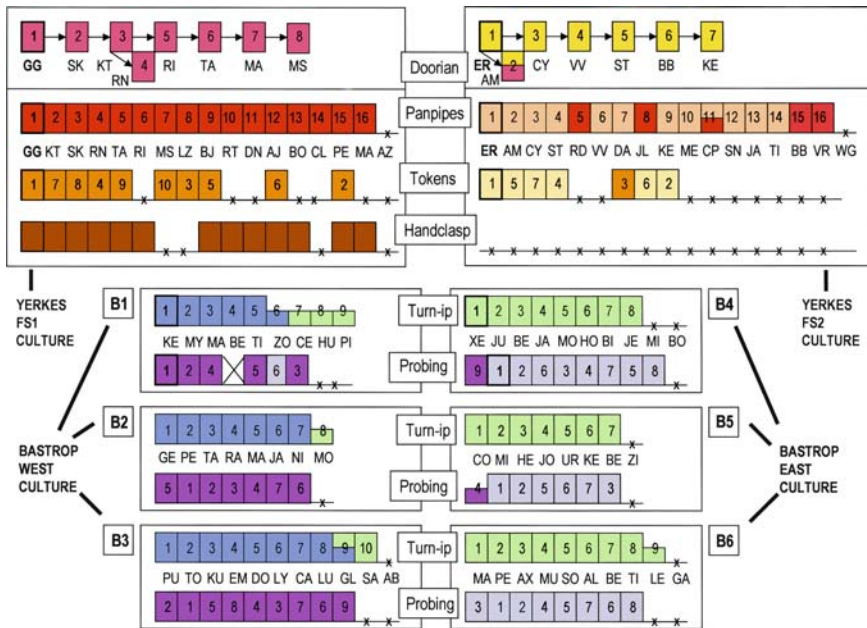 1 2 3 5 6 7 8 1 3 4 5 6 7
4 2
GG SK KT RI TA MA MS Doorian ER CY VV ST BB KE
RN AM
Panpipes
1 2 3 4 5 6 7 8 9 10 11 12 13 14 15 16 x 1 2 3 4 5 6 7 8 9 10 11 12 13 14 15 16 x
GG KT SK RN TA RI MS LZ BJ RT DN AJ BO CL PE MA AZ ER AM CY ST RD VV DA JL KE ME CP SN JA TI BB VR WG
Tokens
1 7 8 4 9 x 10 3 5 x x 6 x x 2 x x 1 5 7 4 x x 3 6 2 x x x x x x x x
Handclasp
x x x x x x x x x x x x x x x x x x x x x
YERKES
FS1
CULTURE
B1
Turn-ip
1 2 3 4 5 6 7 8 9
KE MY MA BE TI ZO CE HU PI
Probing
1 2 4 5 6 3 x x
B4
Turn-ip
1 2 3 4 5 6 7 8 x x
XE JU BE JA MO HO BI JE MI BO
Probing
9 1 2 6 3 4 7 5 8 x
YERKES
FS2
CULTURE
BASTROP
WEST
CULTURE
B2
Turn-ip
1 2 3 4 5 6 7 8
GE PE TA RA MA JA NI MO
Probing
5 1 2 3 4 7 6 x
B5
Turn-ip
1 2 3 4 5 6 7 x
CO MI HE JO UR KE BE ZI
Probing
4 1 2 5 6 7 3 x
BASTROP
EAST
CULTURE
B3
Turn-ip
1 2 3 4 5 6 7 8 9 10 x
PU TO KU EM DO LY CA LU GL SA AB
Probing
2 1 5 8 4 3 7 6 9 x x
B6
Turn-ip
1 2 3 4 5 6 7 8 9 x
MA PE AX MU SO AL BE TI LE GA
Probing
3 1 2 4 5 7 6 8 x x